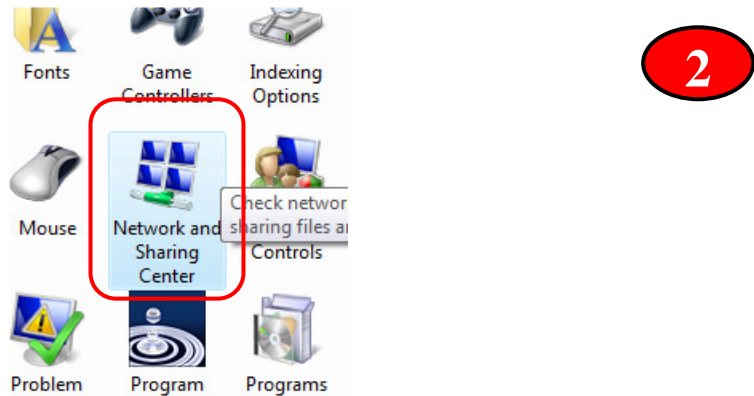 Fonts
Game
Controllers
Indexing
Options
2
Mouse
Network and
Sharing
Center
Check networ
sharing files a
Controls
Problem
Program
Programs